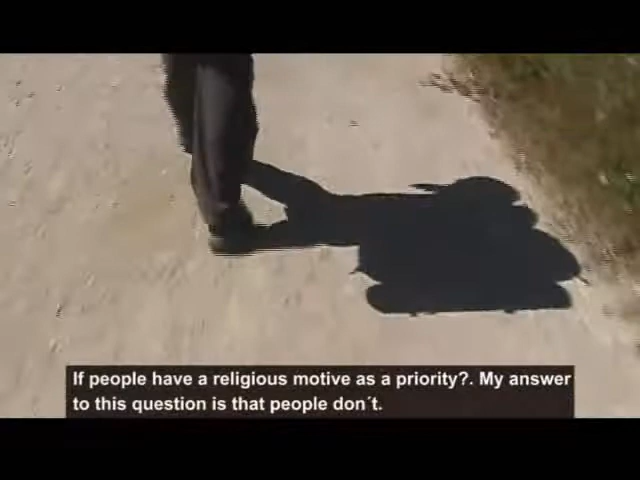 If people have a religious motive as a priority?. My answer
to this question is that people don´t.